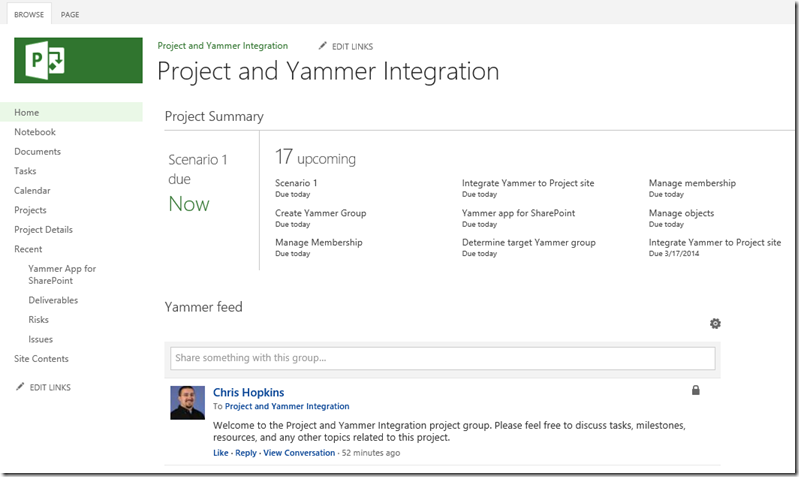 BROWSE PAGE
P
Project and Yammer Integration EDIT LINKS
Project and Yammer Integration
Home
Notebook
Documents
Tasks
Calendar
Projects
Project Details
Recent
Yammer App for
SharePoint
Deliverables
Risks
Issues
Site Contents
EDIT LINKS
Project Summary
Scenario 1
due
Now
17 upcoming
Scenario 1
Due today
Create Yammer Group
Due today
Manage Membership
Due today
Integrate Yammer to Project site
Due today
Yammer app for SharePoint
Due today
Determine target Yammer group
Due today
Manage membership
Due today
Manage objects
Due today
Integrate Yammer to Project site
Due 3/17/2014
Yammer feed
Share something with this group...
Chris Hopkins
To Project and Yammer Integration
Welcome to the Project and Yammer Integration project group. Please feel free to discuss tasks, milestones,
resources, and any other topics related to this project.
Like · Reply · View Conversation · 52 minutes ago